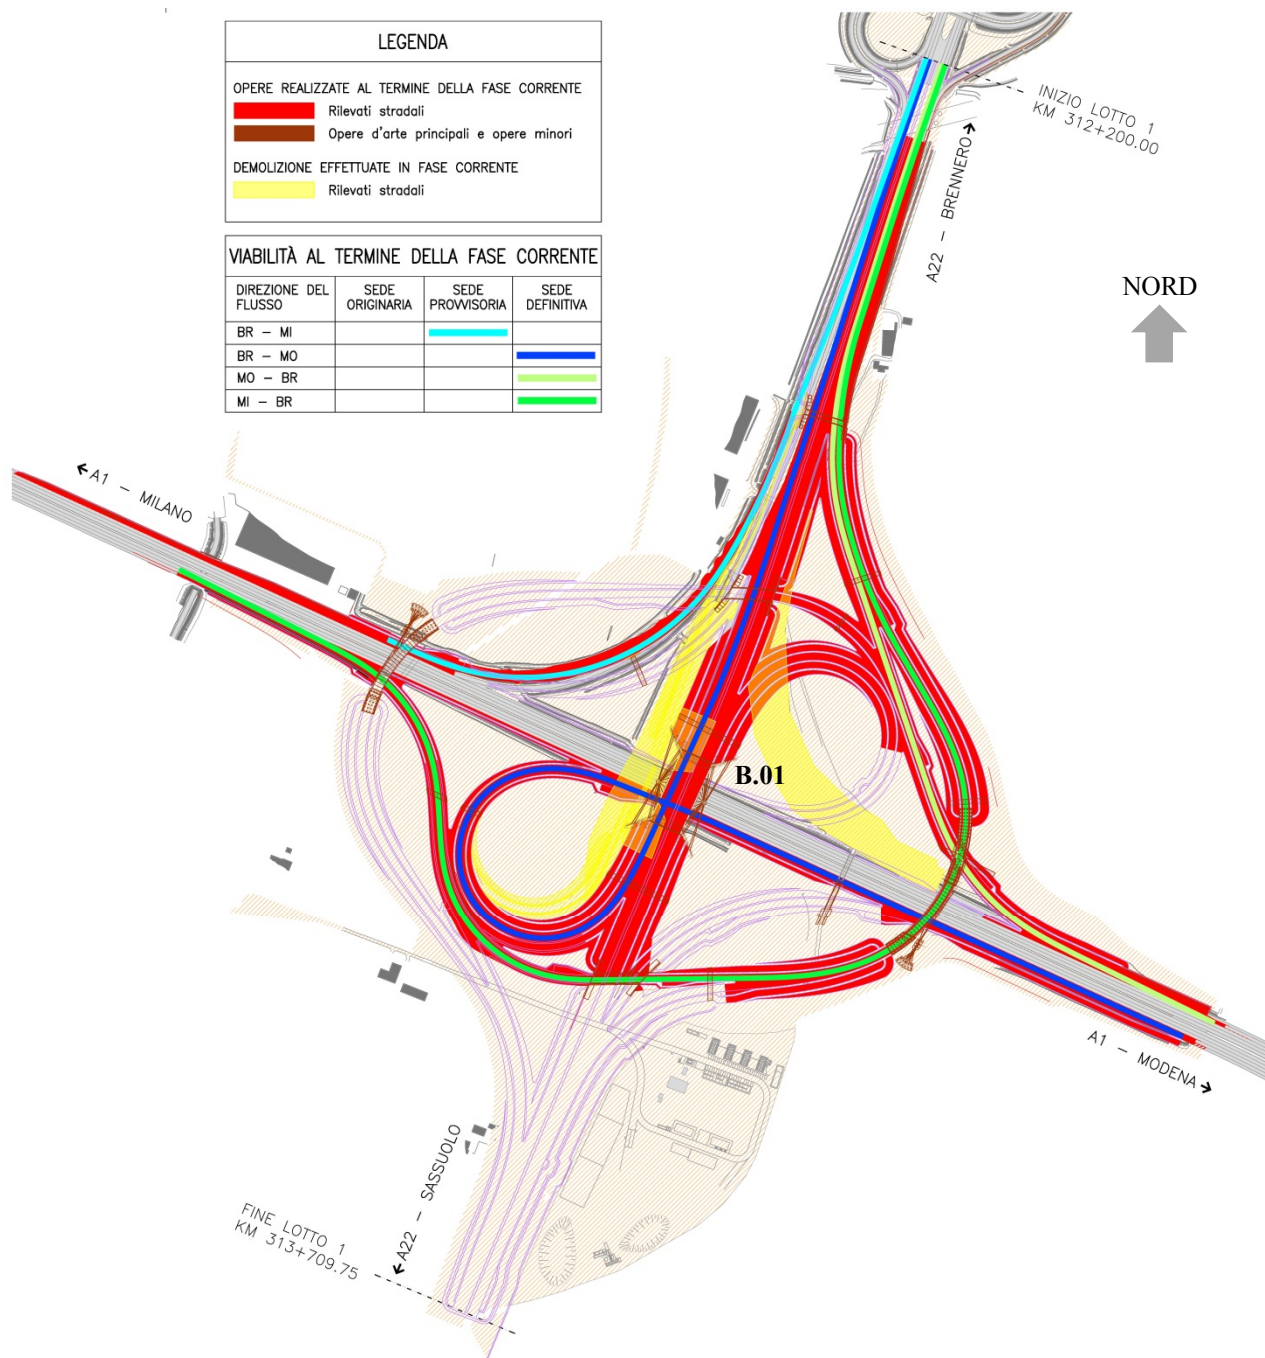 LEGENDA
OPERE REALIZZATE AL TERMINE DELLA FASE CORRENTE
Rilevati stradali
Opere d'arte principali e opere minori
DEMOLIZIONE EFFETTUATE IN FASE CORRENTE
Rilevati stradali
VIABILITÀ AL TERMINE DELLA FASE CORRENTE
DIREZIONE DEL FLUSSO
SEDE ORIGINARIA
SEDE PROVVISORIA
SEDE DEFINITIVA
BR – MI
BR – MO
MO – BR
MI – BR
INIZIO LOTTO 1
KM 312+200.00
A22 – BRENNERO
NORD
A1 – MILANO
B.01
A1 – MODENA
A22 – SASSUOLO
FINE LOTTO 1
KM 313+709.75